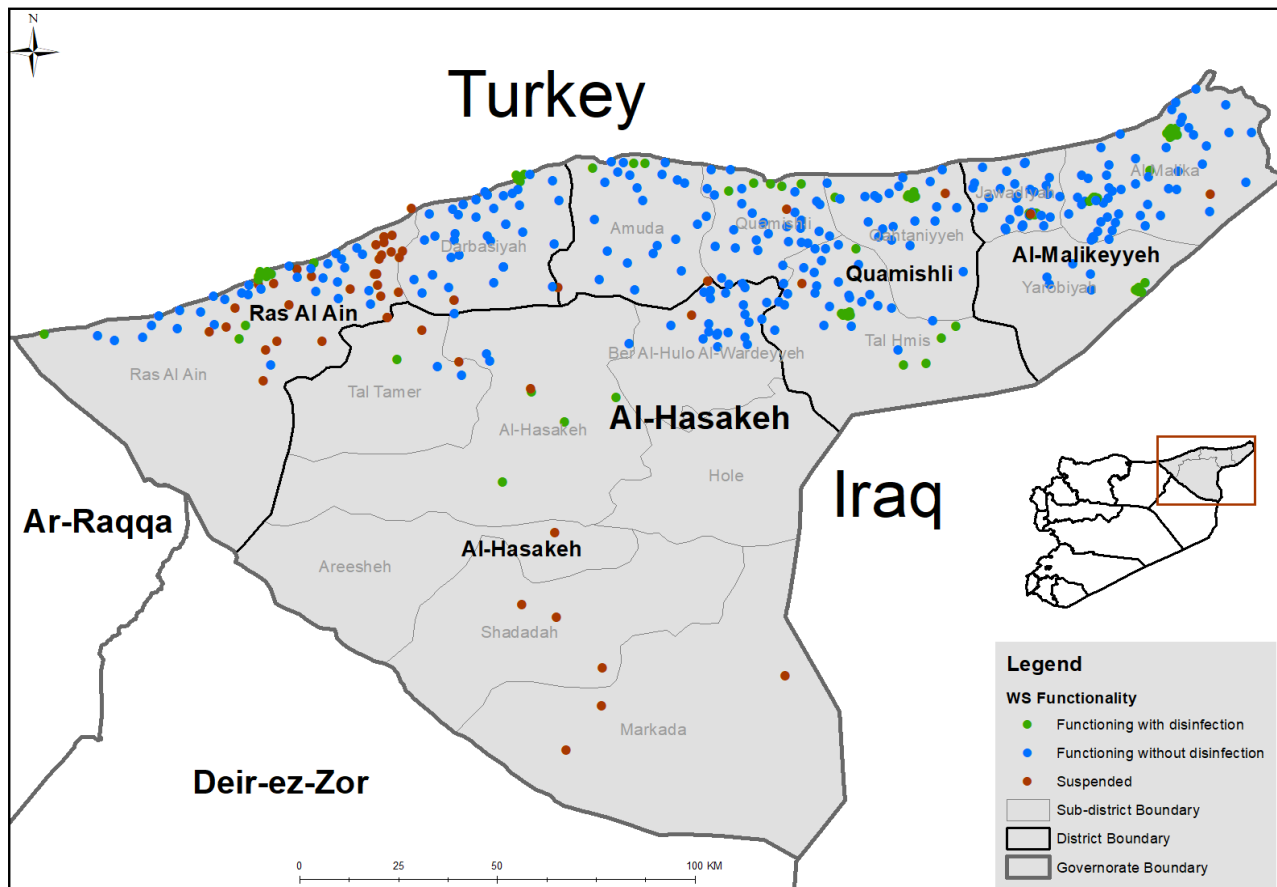 N
Turkey
Al-Malika
Jawadiyah
Amuda
Quamishli
Qahtaniyyeh
Darbasiyah
Al-Malikeyyeh
Quamishli
Yarobiyah
Ras Al Ain
Tal Hmis
Ber Al-Hulo Al-Wardeyyeh
Ras Al Ain
Tal Tamer
Al-Hasakeh
Al-Hasakeh
Hole
Iraq
Ar-Raqqa
Al-Hasakeh
Areesheh
Shadadah
Markada
Deir-ez-Zor
Legend
WS Functionality
Functioning with disinfection
Functioning without disinfection
Suspended
Sub-district Boundary
District Boundary
Governorate Boundary
0 25 50 100 KM